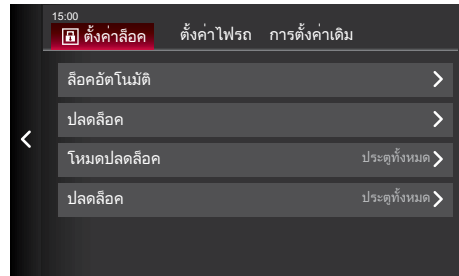 15:00
ตั้งค่าล็อค ตั้งค่าไฟรถ การตั้งค่าเดิม
ล็อคอัตโนมัติ
ปลดล็อค
โหมดปลดล็อค ประตูทั้งหมด
ปลดล็อค ประตูทั้งหมด